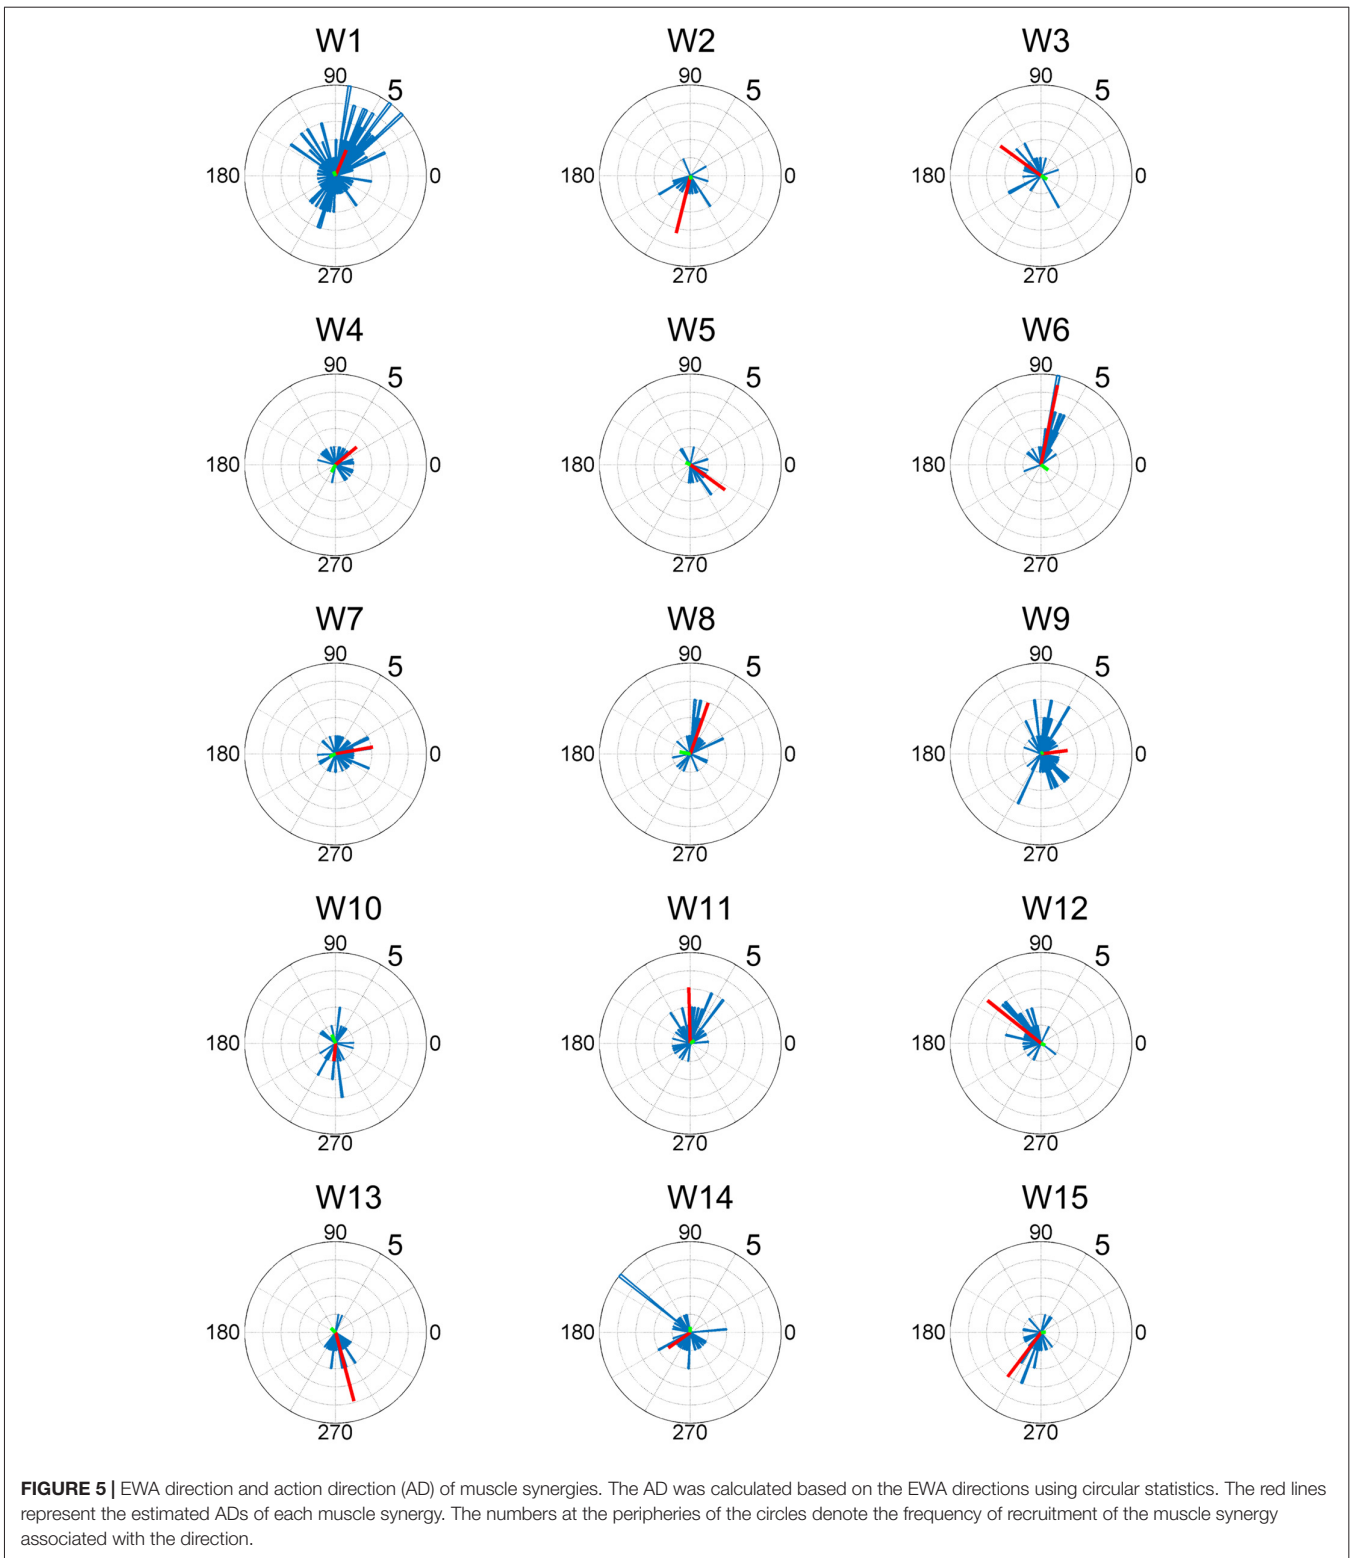 W1 W2 W3
90 5 90 5 90 5
180 0 180 0 180 0
270 270 270
W4 W5 W6
90 5 90 5 90 5
180 0 180 0 180 0
270 270 270
W7 W8 W9
90 5 90 5 90 5
180 0 180 0 180 0
270 270 270
W10 W11 W12
90 5 90 5 90 5
180 0 180 0 180 0
270 270 270
W13 W14 W15
90 5 90 5 90 5
180 0 180 0 180 0
270 270 270
FIGURE 5 | EWA direction and action direction (AD) of muscle synergies. The AD was calculated based on the EWA directions using circular statistics. The red lines
represent the estimated ADs of each muscle synergy. The numbers at the peripheries of the circles denote the frequency of recruitment of the muscle synergy
associated with the direction.